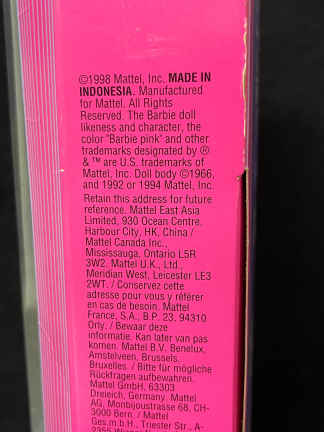 ©1998 Mattel, Inc. MADE IN
INDONESIA. Manufactured
for Mattel. All Rights
Reserved. The Barbie doll
likeness and character, the
color "Barbie pink" and other
trademarks designated by ®
& ™ are U.S. trademarks of
Mattel, Inc. Doll body ©1966,
and 1992 or 1994 Mattel, Inc.
Retain this address for future
reference. Mattel East Asia
Limited, 930 Ocean Centre,
Harbour City, HK, China /
Mattel Canada Inc.,
Mississauga, Ontario L5R
3W2. Mattel U.K., Ltd.,
Meridian West, Leicester LE3
2WT. / Conservez cette
adresse pour vous y référer
en cas de besoin. Mattel
France, S.A., B.P. 23. 94310
Orly. / Bewaar deze
informatie. Kan later van pas
komen. Mattel B.V. Benelux,
Amstelveen, Brussels,
Bruxelles. / Bitte für mögliche
Rückfragen aufbewahren.
Mattel GmbH, 63303
Dreieich, Germany. Mattel
AG, Monbijoustrasse 68, CH-
3000 Bern. / Mattel
Ges.m.b.H., Triester Str., A-
2355 Wiener